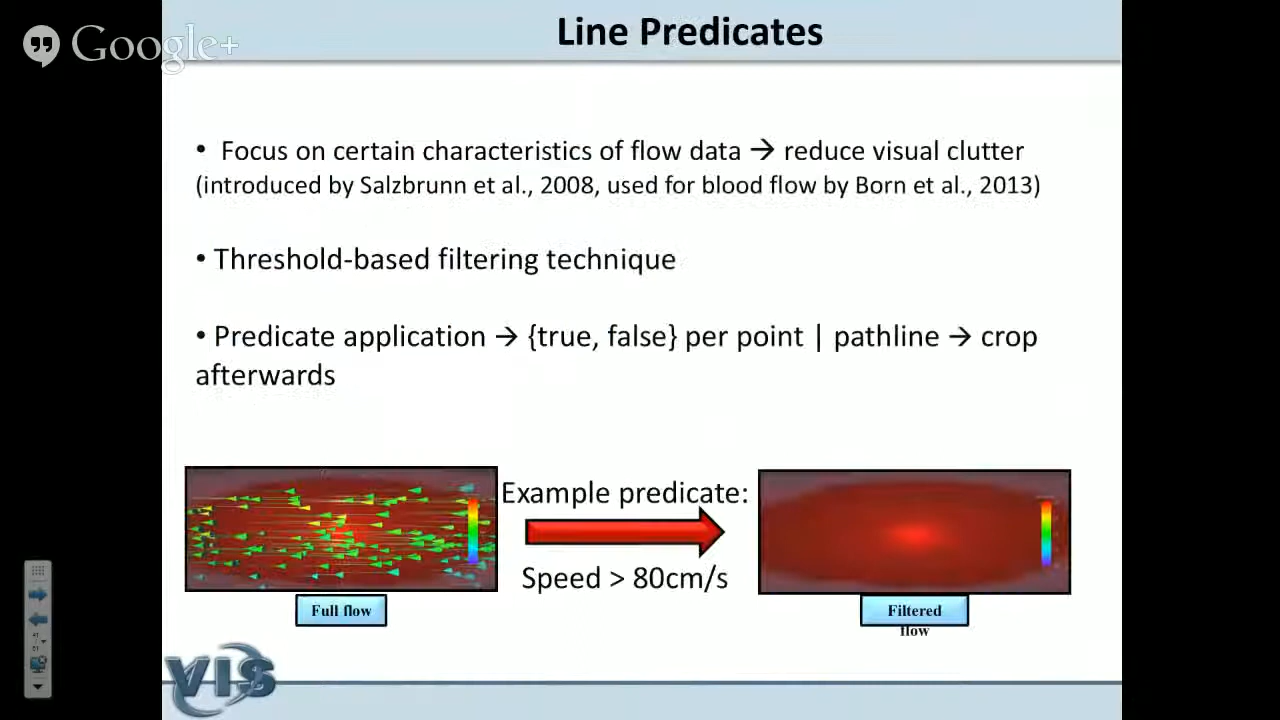 Google+
Line Predicates
• Focus on certain characteristics of flow data → reduce visual clutter
(introduced by Salzbrunn et al., 2008, used for blood flow by Born et al., 2013)
• Threshold-based filtering technique
• Predicate application → {true, false} per point | pathline → crop
afterwards
Example predicate:
Speed > 80cm/s
Full flow
Filtered
flow
VIS